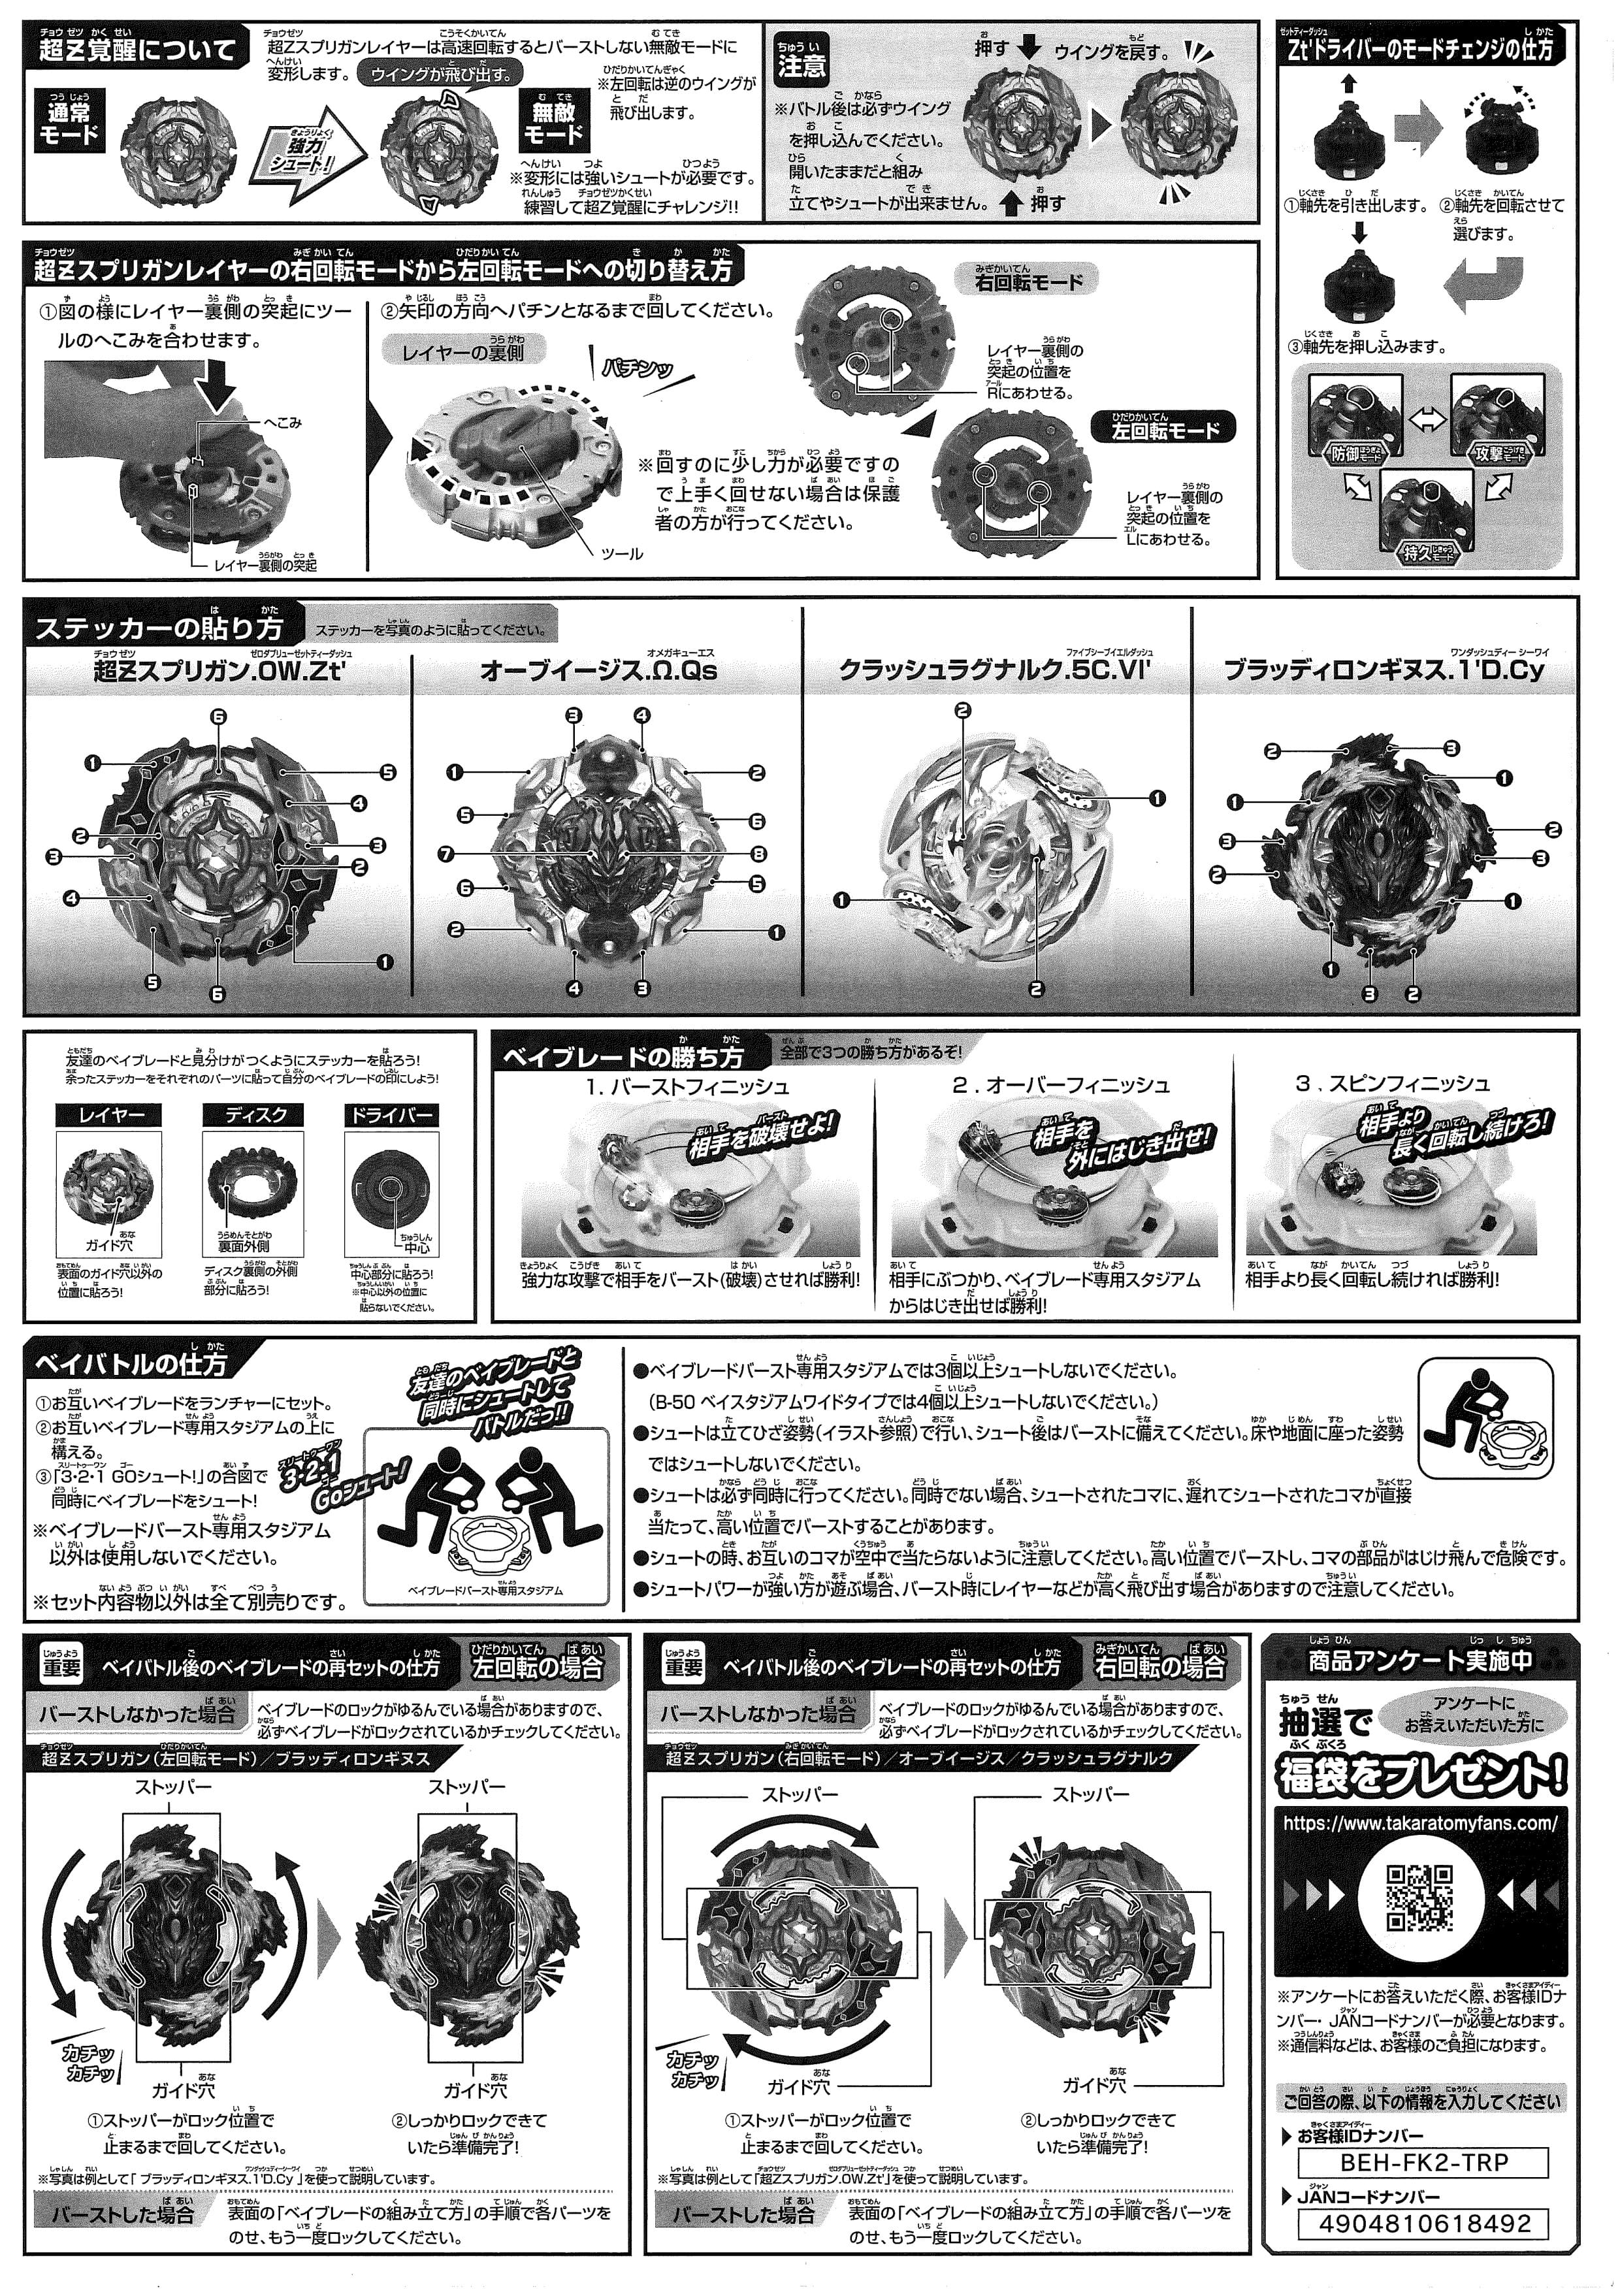 超Z覚醒について
超Zスプリガンレイヤーは高速回転するとバーストしない無敵モードに
変形します。
ウイングが飛び出す。
※左回転は逆のウイングが
飛び出します。
通常
モード
強力
シュート!
無敵
モード
※変形には強いシュートが必要です。
練習して超Z覚醒にチャレンジ!!
注意
※バトル後は必ずウイング
を押し込んでください。
開いたままだと組み
立てやシュートが出来ません。
押す
ウイングを戻す。
押す
Zt'ドライバーのモードチェンジの仕方
①軸先を引き出します。
②軸先を回転させて
選びます。
③軸先を押し込みます。
防御モード
攻撃モード
持久モード
超Zスプリガンレイヤーの右回転モードから左回転モードへの切り替え方
①図の様にレイヤー裏側の突起にツー
ルのへこみを合わせます。
へこみ
レイヤー裏側の突起
②矢印の方向へパチンとなるまで回してください。
レイヤーの裏側
パチンッ
ツール
※回すのに少し力が必要ですの
で上手く回せない場合は保護
者の方が行ってください。
右回転モード
レイヤー裏側の
突起の位置を
Rにあわせる。
左回転モード
レイヤー裏側の
突起の位置を
Lにあわせる。
ステッカーの貼り方
ステッカーを写真のように貼ってください。
超Zスプリガン.0W.Zt'
オーブイージス.Ω.Qs
クラッシュラグナルク.5C.Vl'
ブラッディロンギヌス.1'D.Cy
友達のベイブレードと見分けがつくようにステッカーを貼ろう!
余ったステッカーをそれぞれのパーツに貼って自分のベイブレードの印にしよう!
レイヤー
ガイド穴
表面のガイド穴以外の
位置に貼ろう!
ディスク
裏面外側
ディスク裏側の外側
部分に貼ろう!
ドライバー
中心
中心部分に貼ろう!
※中心以外の位置に
貼らないでください。
ベイブレードの勝ち方
全部で3つの勝ち方があるぞ!
1.バーストフィニッシュ
相手を破壊せよ!
強力な攻撃で相手をバースト(破壊)させれば勝利!
2.オーバーフィニッシュ
相手を
外にはじき出せ!
相手にぶつかり、ベイブレード専用スタジアム
からはじき出せば勝利!
3.スピンフィニッシュ
相手より
長く回転し続けろ!
相手より長く回転し続ければ勝利!
ベイバトルの仕方
①お互いベイブレードをランチャーにセット。
②お互いベイブレード専用スタジアムの上に
構える。
③「3・2・1 GOシュート!」の合図で
同時にベイブレードをシュート!
※ベイブレードバースト専用スタジアム
以外は使用しないでください。
※セット内容物以外は全て別売りです。
友達のベイブレードと
同時にシュートして
バトルだっ!!
3・2・1
Goシュート!
ベイブレードバースト専用スタジアム
●ベイブレードバースト専用スタジアムでは3個以上シュートしないでください。
(B-50 ベイスタジアムワイドタイプでは4個以上シュートしないでください。)
●シュートは立てひざ姿勢(イラスト参照)で行い、シュート後はバーストに備えてください。床や地面に座った姿勢
ではシュートしないでください。
●シュートは必ず同時に行ってください。同時でない場合、シュートされたコマに、遅れてシュートされたコマが直接
当たって、高い位置でバーストすることがあります。
●シュートの時、お互いのコマが空中で当たらないように注意してください。高い位置でバーストし、コマの部品がはじけ飛んで危険です。
●シュートパワーが強い方が遊ぶ場合、バースト時にレイヤーなどが高く飛び出す場合がありますので注意してください。
重要
ベイバトル後のベイブレードの再セットの仕方
左回転の場合
バーストしなかった場合
ベイブレードのロックがゆるんでいる場合がありますので、
必ずベイブレードがロックされているかチェックしてください。
超Zスプリガン(左回転モード)/ブラッディロンギヌス
ストッパー
ストッパー
カチッ
カチッ
ガイド穴
ガイド穴
①ストッパーがロック位置で
止まるまで回してください。
②しっかりロックできて
いたら準備完了!
※写真は例として「ブラッディロンギヌス.1'D.Cy」を使って説明しています。
バーストした場合
表面の「ベイブレードの組み立て方」の手順で各パーツを
のせ、もう一度ロックしてください。
重要
ベイバトル後のベイブレードの再セットの仕方
右回転の場合
バーストしなかった場合
ベイブレードのロックがゆるんでいる場合がありますので、
必ずベイブレードがロックされているかチェックしてください。
超Zスプリガン(右回転モード)/オーブイージス/クラッシュラグナルク
ストッパー
ストッパー
カチッ
カチッ
ガイド穴
ガイド穴
①ストッパーがロック位置で
止まるまで回してください。
②しっかりロックできて
いたら準備完了!
※写真は例として「超Zスプリガン.0W.Zt'」を使って説明しています。
バーストした場合
表面の「ベイブレードの組み立て方」の手順で各パーツを
のせ、もう一度ロックしてください。
商品アンケート実施中
抽選で
アンケートに
お答えいただいた方に
福袋をプレゼント!
https://www.takaratomyfans.com/
※アンケートにお答えいただく際、お客様IDナ
ンバー・JANコードナンバーが必要となります。
※通信料などは、お客様のご負担になります。
ご回答の際、以下の情報を入力してください
お客様IDナンバー
BEH-FK2-TRP
JANコードナンバー
4904810618492